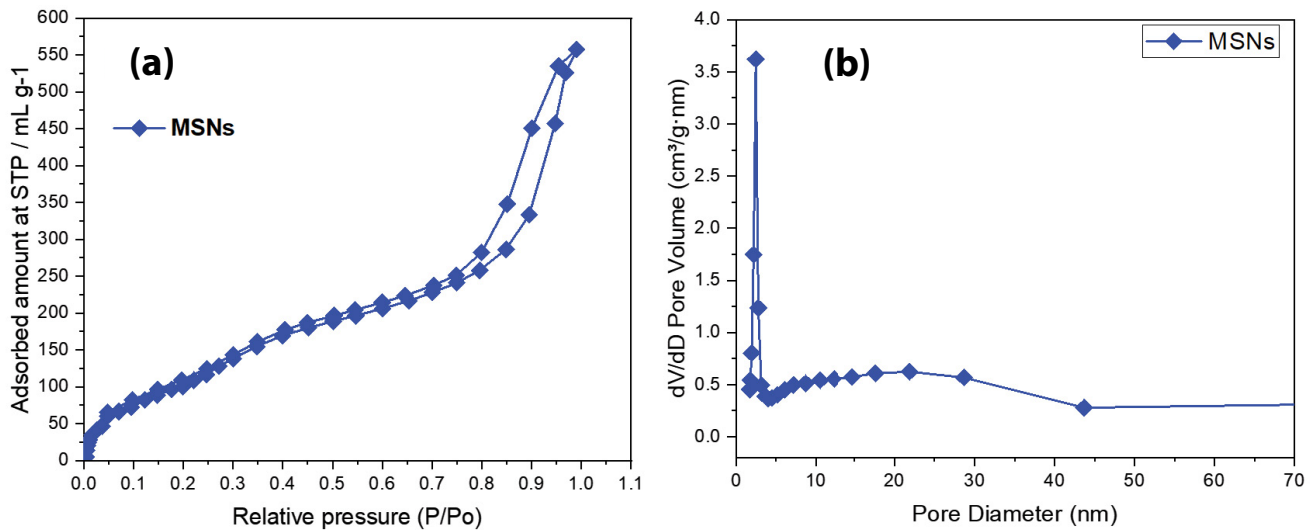 (a)
MSNs
Adsorbed amount at STP / mL g-1
600
550
500
450
400
350
300
250
200
150
100
50
0
0.0 0.1 0.2 0.3 0.4 0.5 0.6 0.7 0.8 0.9 1.0 1.1
Relative pressure (P/Po)
(b)
MSNs
dV/dD Pore Volume (cm³/g·nm)
4.0
3.5
3.0
2.5
2.0
1.5
1.0
0.5
0.0
0 10 20 30 40 50 60 70
Pore Diameter (nm)